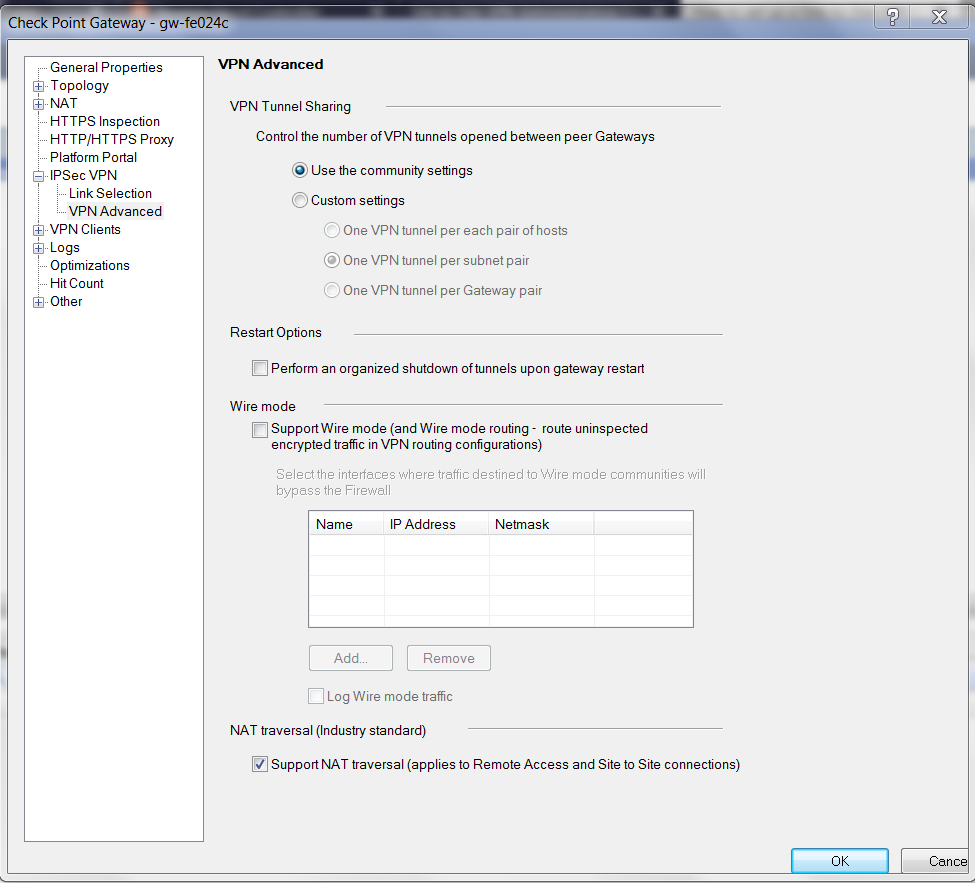 Check Point Gateway - gw-fe024c
General Properties
Topology
NAT
HTTPS Inspection
HTTP/HTTPS Proxy
Platform Portal
IPSec VPN
Link Selection
VPN Advanced
VPN Clients
Logs
Optimizations
Hit Count
Other
VPN Advanced
VPN Tunnel Sharing
Control the number of VPN tunnels opened between peer Gateways
Use the community settings
Custom settings
One VPN tunnel per each pair of hosts
One VPN tunnel per subnet pair
One VPN tunnel per Gateway pair
Restart Options
Perform an organized shutdown of tunnels upon gateway restart
Wire mode
Support Wire mode (and Wire mode routing - route uninspected
encrypted traffic in VPN routing configurations)
Select the interfaces where traffic destined to Wire mode communities will
bypass the Firewall
Name IP Address Netmask
Add... Remove
Log Wire mode traffic
NAT traversal (Industry standard)
Support NAT traversal (applies to Remote Access and Site to Site connections)
OK Cance